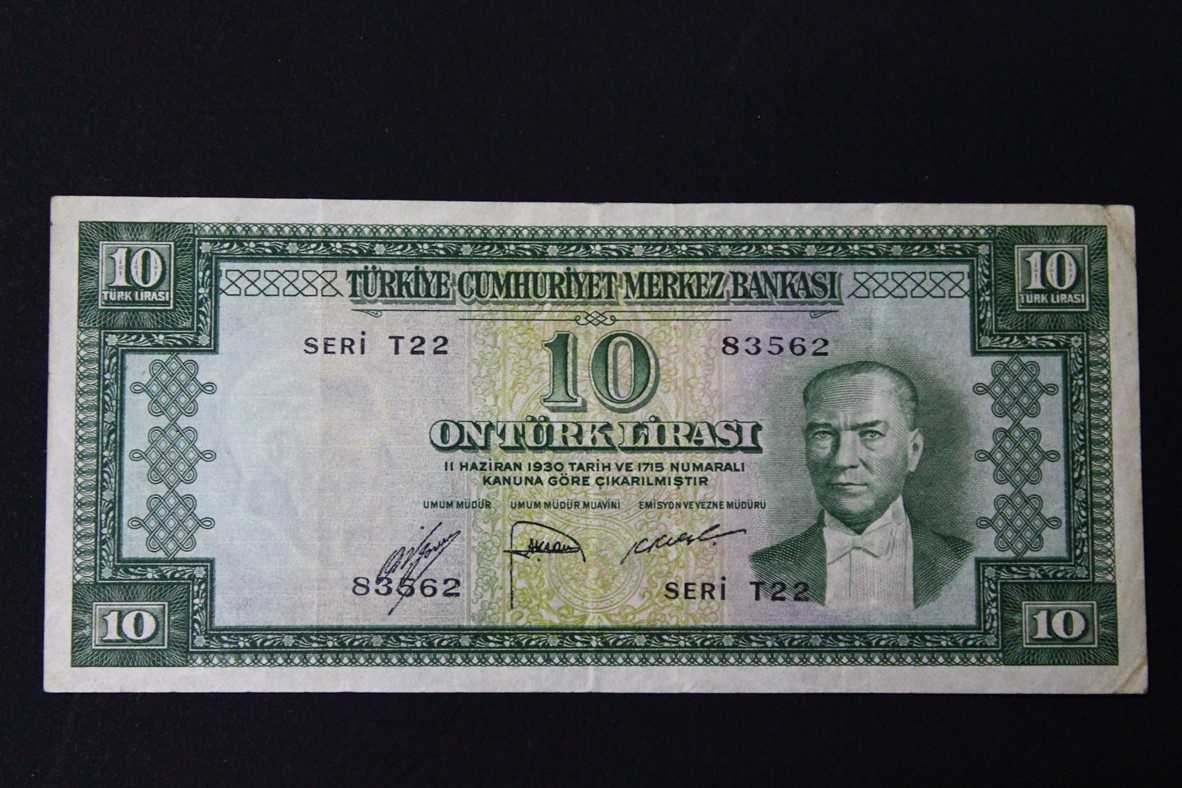 10 TÜRK LİRASI
TÜRKİYE CUMHURİYET MERKEZ BANKASI
10 TÜRK LİRASI
SERİ T22
83562
10
ON TÜRK LİRASI
11 HAZİRAN 1930 TARİH VE 1715 NUMARALI
KANUNA GÖRE ÇIKARILMIŞTIR
UMUM MÜDÜR
UMUM MÜDÜR MUAVİNİ
EMİSYON VE VEZNE MÜDÜRÜ
83562
SERİ T22
10
10